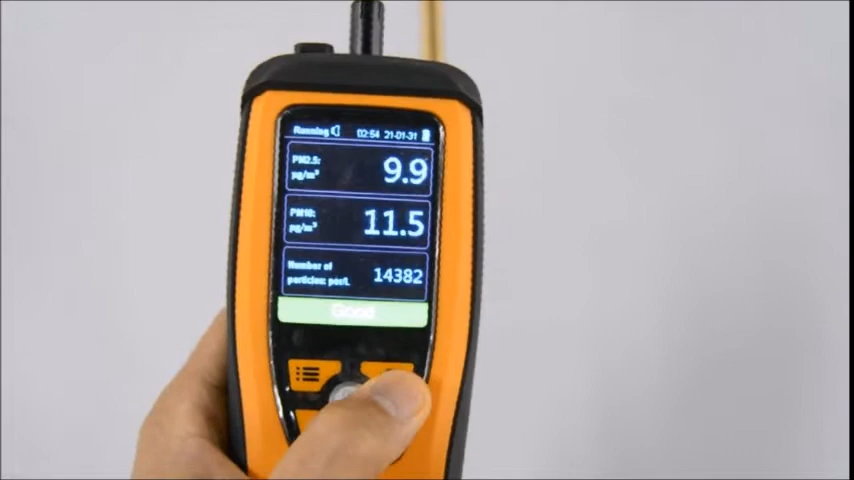 Running 02:54 21-01-31
PM2.5: 9.9
µg/m³
PM10: 11.5
µg/m³
Number of
particles: per/L 14382
Good